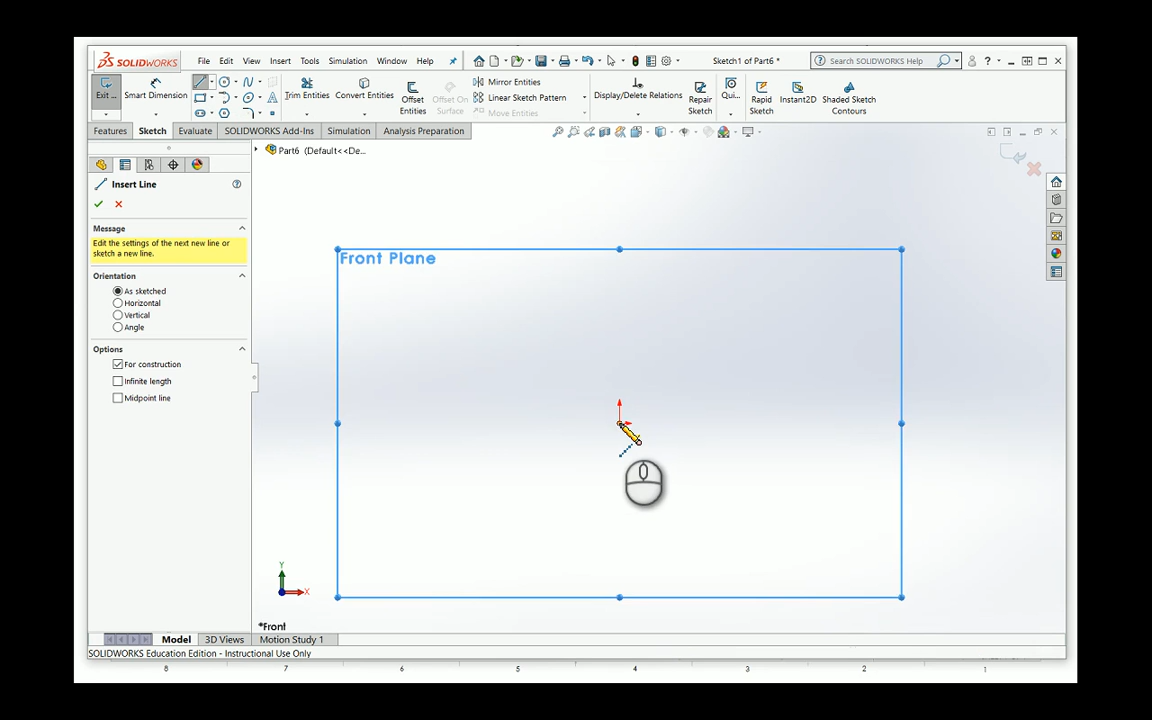 SOLIDWORKS
File Edit View Insert Tools Simulation Window Help
Sketch1 of Part6 *
Search SOLIDWORKS Help
?
Exit ...
Smart Dimension
Trim Entities
Convert Entities
Offset Entities
Offset On Surface
Mirror Entities
Linear Sketch Pattern
Move Entities
Display/Delete Relations
Repair Sketch
Qui...
Rapid Sketch
Instant2D
Shaded Sketch Contours
Features Sketch Evaluate SOLIDWORKS Add-Ins Simulation Analysis Preparation
Part6 (Default<<De...
Insert Line
?
Message
Edit the settings of the next new line or
sketch a new line.
Orientation
As sketched
Horizontal
Vertical
Angle
Options
For construction
Infinite length
Midpoint line
Front Plane
Y
X
*Front
Model 3D Views Motion Study 1
SOLIDWORKS Education Edition - Instructional Use Only
8 7 6 5 4 3 2 1